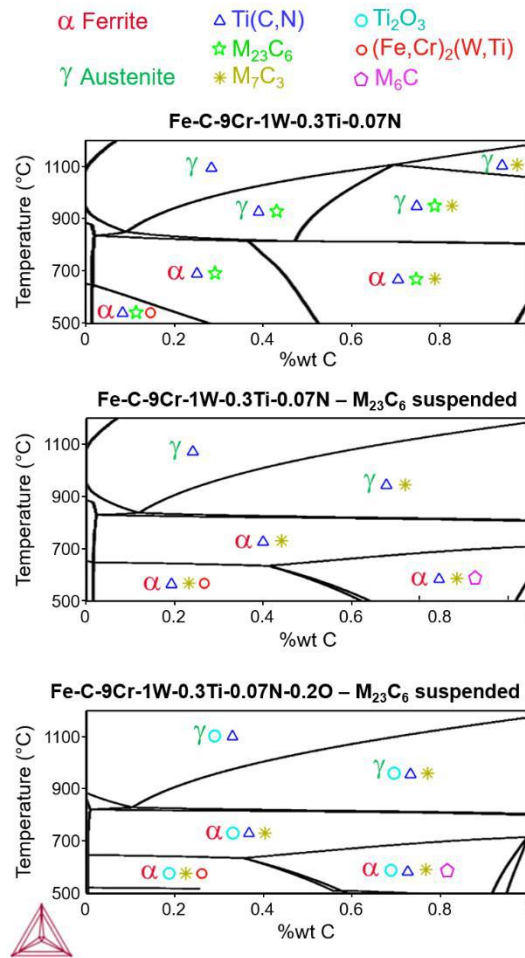 α Ferrite △ Ti(C,N) ○ Ti₂O₃
☆ M₂₃C₆ ○ (Fe,Cr)₂(W,Ti)
γ Austenite ✳ M₇C₃ ⬠ M₆C
Fe-C-9Cr-1W-0.3Ti-0.07N
Temperature (°C)
1100
900
700
500
γ △
γ △ ☆
γ △ ☆ ✳
γ △ ✳
α △ ☆
α △ ☆ ✳
α △ ☆ ○
0 0.2 0.4 0.6 0.8
%wt C
Fe-C-9Cr-1W-0.3Ti-0.07N – M₂₃C₆ suspended
Temperature (°C)
1100
900
700
500
γ △
γ △ ✳
α △ ✳
α △ ✳ ○
α △ ✳ ⬠
0 0.2 0.4 0.6 0.8
%wt C
Fe-C-9Cr-1W-0.3Ti-0.07N-0.2O – M₂₃C₆ suspended
Temperature (°C)
1100
900
700
500
γ ○ △
γ ○ △ ✳
α ○ △ ✳
α ○ ✳ ○
α ○ △ ✳ ⬠
0 0.2 0.4 0.6 0.8
%wt C